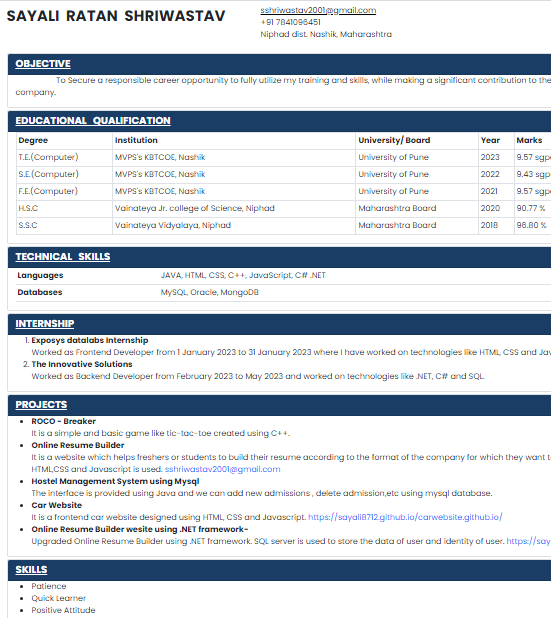 SAYALI RATAN SHRIWASTAV
sshriwastav2001@gmail.com
+91 7841096451
Niphad dist. Nashik, Maharashtra
OBJECTIVE
To Secure a responsible career opportunity to fully utilize my training and skills, while making a significant contribution to the
company.
EDUCATIONAL QUALIFICATION
Degree Institution University/ Board Year Marks
T.E.(Computer) MVPS's KBTCOE, Nashik University of Pune 2023 9.57 sgp
S.E.(Computer) MVPS's KBTCOE, Nashik University of Pune 2022 9.43 sgp
F.E.(Computer) MVPS's KBTCOE, Nashik University of Pune 2021 9.57 sgp
H.S.C Vainateya Jr. college of Science, Niphad Maharashtra Board 2020 90.77 %
S.S.C Vainateya Vidyalaya, Niphad Maharashtra Board 2018 96.80 %
TECHNICAL SKILLS
Languages JAVA, HTML, CSS, C++, JavaScript, C# .NET
Databases MySQL, Oracle, MongoDB
INTERNSHIP
1. Exposys datalabs Internship
Worked as Frontend Developer from 1 January 2023 to 31 January 2023 where I have worked on technologies like HTML, CSS and Jav
2. The Innovative Solutions
Worked as Backend Developer from February 2023 to May 2023 and worked on technologies like .NET, C# and SQL.
PROJECTS
• ROCO - Breaker
It is a simple and basic game like tic-tac-toe created using C++.
• Online Resume Builder
It is a website which helps freshers or students to build their resume according to the format of the company for which they want t
HTML,CSS and Javascript is used. sshriwastav2001@gmail.com
• Hostel Management System using Mysql
The interface is provided using Java and we can add new admissions , delete admission,etc using mysql database.
• Car Website
It is a frontend car website designed using HTML, CSS and Javascript. https://sayali8712.github.io/carwebsite.github.io/
• Online Resume Builder wesite using .NET framework-
Upgraded Online Resume Builder using .NET framework. SQL server is used to store the data of user and identity of user. https://say
SKILLS
• Patience
• Quick Learner
• Positive Attitude